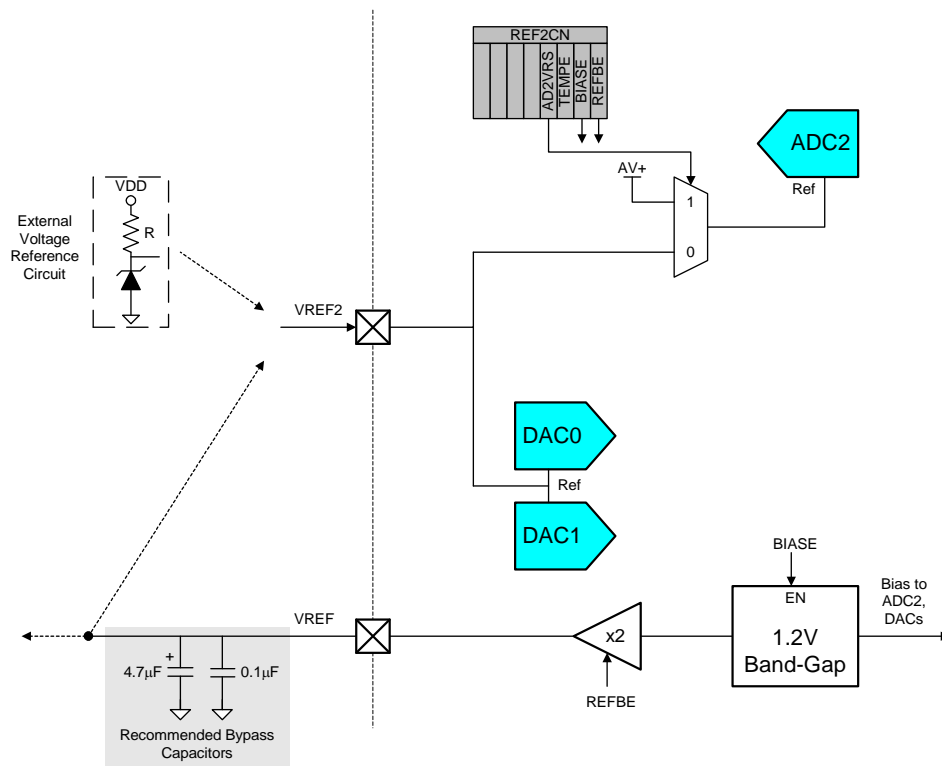 REF2CN
AD2VRS
TEMPE
BIASE
REFBE
ADC2
Ref
AV+
1
0
VDD
R
External
Voltage
Reference
Circuit
VREF2
DAC0
Ref
DAC1
BIASE
EN
1.2V
Band-Gap
Bias to
ADC2,
DACs
x2
REFBE
VREF
+
4.7μF
0.1μF
Recommended Bypass
Capacitors